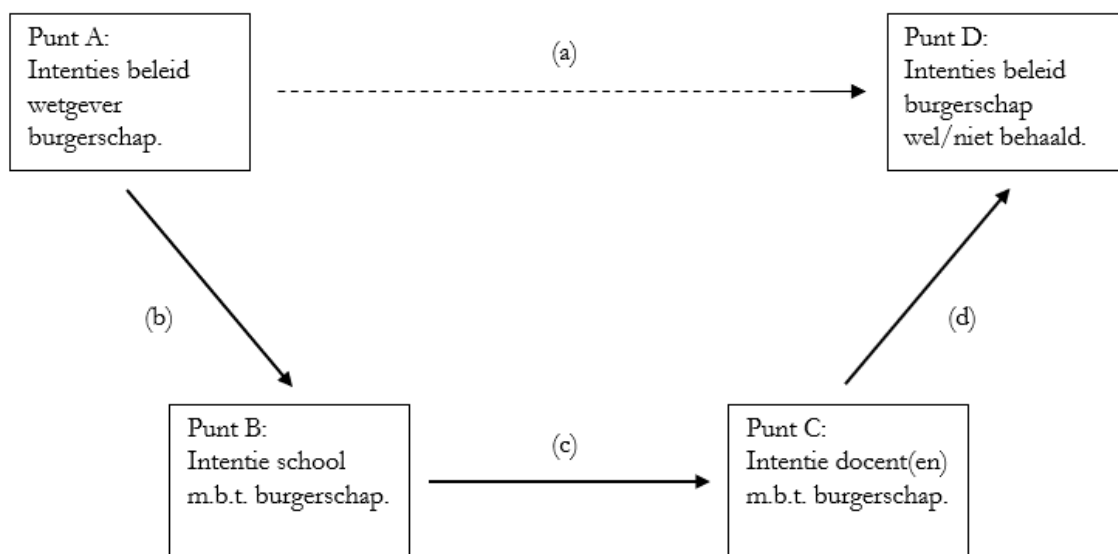 Punt A:
Intenties beleid
wetgever
burgerschap.
(a)
Punt D:
Intenties beleid
burgerschap
wel/niet behaald.
(b)
(d)
Punt B:
Intentie school
m.b.t. burgerschap.
(c)
Punt C:
Intentie docent(en)
m.b.t. burgerschap.